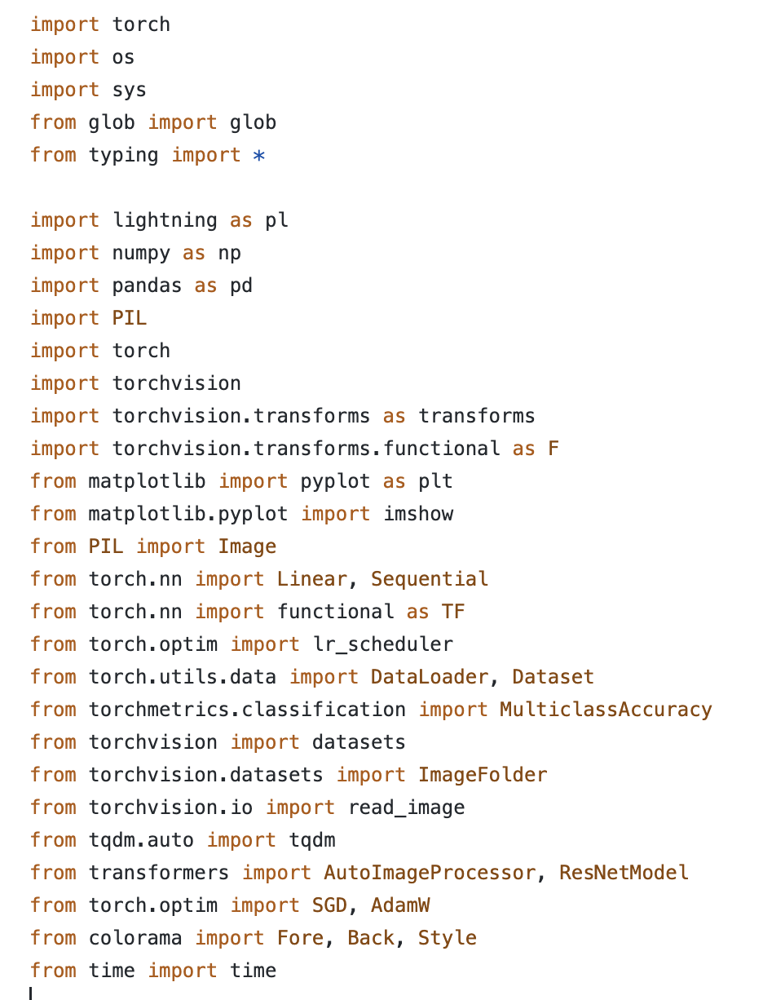 import torch
import os
import sys
from glob import glob
from typing import *
import lightning as pl
import numpy as np
import pandas as pd
import PIL
import torch
import torchvision
import torchvision.transforms as transforms
import torchvision.transforms.functional as F
from matplotlib import pyplot as plt
from matplotlib.pyplot import imshow
from PIL import Image
from torch.nn import Linear, Sequential
from torch.nn import functional as TF
from torch.optim import lr_scheduler
from torch.utils.data import DataLoader, Dataset
from torchmetrics.classification import MulticlassAccuracy
from torchvision import datasets
from torchvision.datasets import ImageFolder
from torchvision.io import read_image
from tqdm.auto import tqdm
from transformers import AutoImageProcessor, ResNetModel
from torch.optim import SGD, AdamW
from colorama import Fore, Back, Style
from time import time